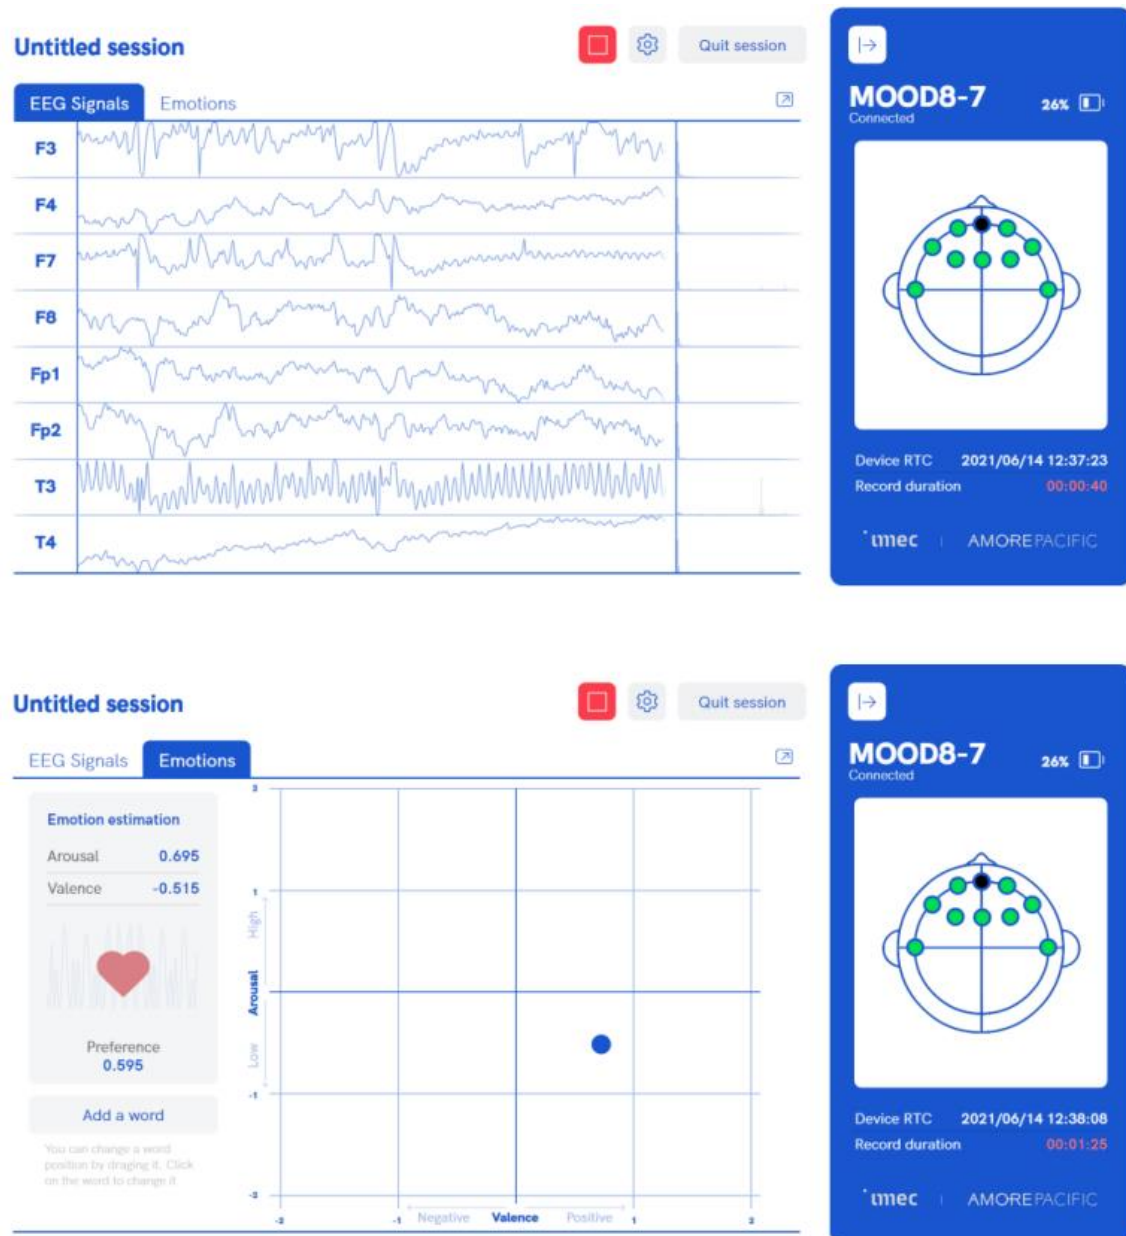 Untitled session
Quit session
EEG Signals
Emotions
F3
F4
F7
F8
Fp1
Fp2
T3
T4
MOOD8-7
26%
Connected
Device RTC 2021/06/14 12:37:23
Record duration 00:00:40
imec AMOREPACIFIC
Untitled session
Quit session
EEG Signals
Emotions
Emotion estimation
Arousal 0.695
Valence -0.515
Preference
0.595
Add a word
You can change a word
position by draging it. Click
on the word to change it
3
1
High
Arousal
Low
-1
-3
-3
-1
Negative Valence Positive
1
3
MOOD8-7
26%
Connected
Device RTC 2021/06/14 12:38:08
Record duration 00:01:25
imec AMOREPACIFIC